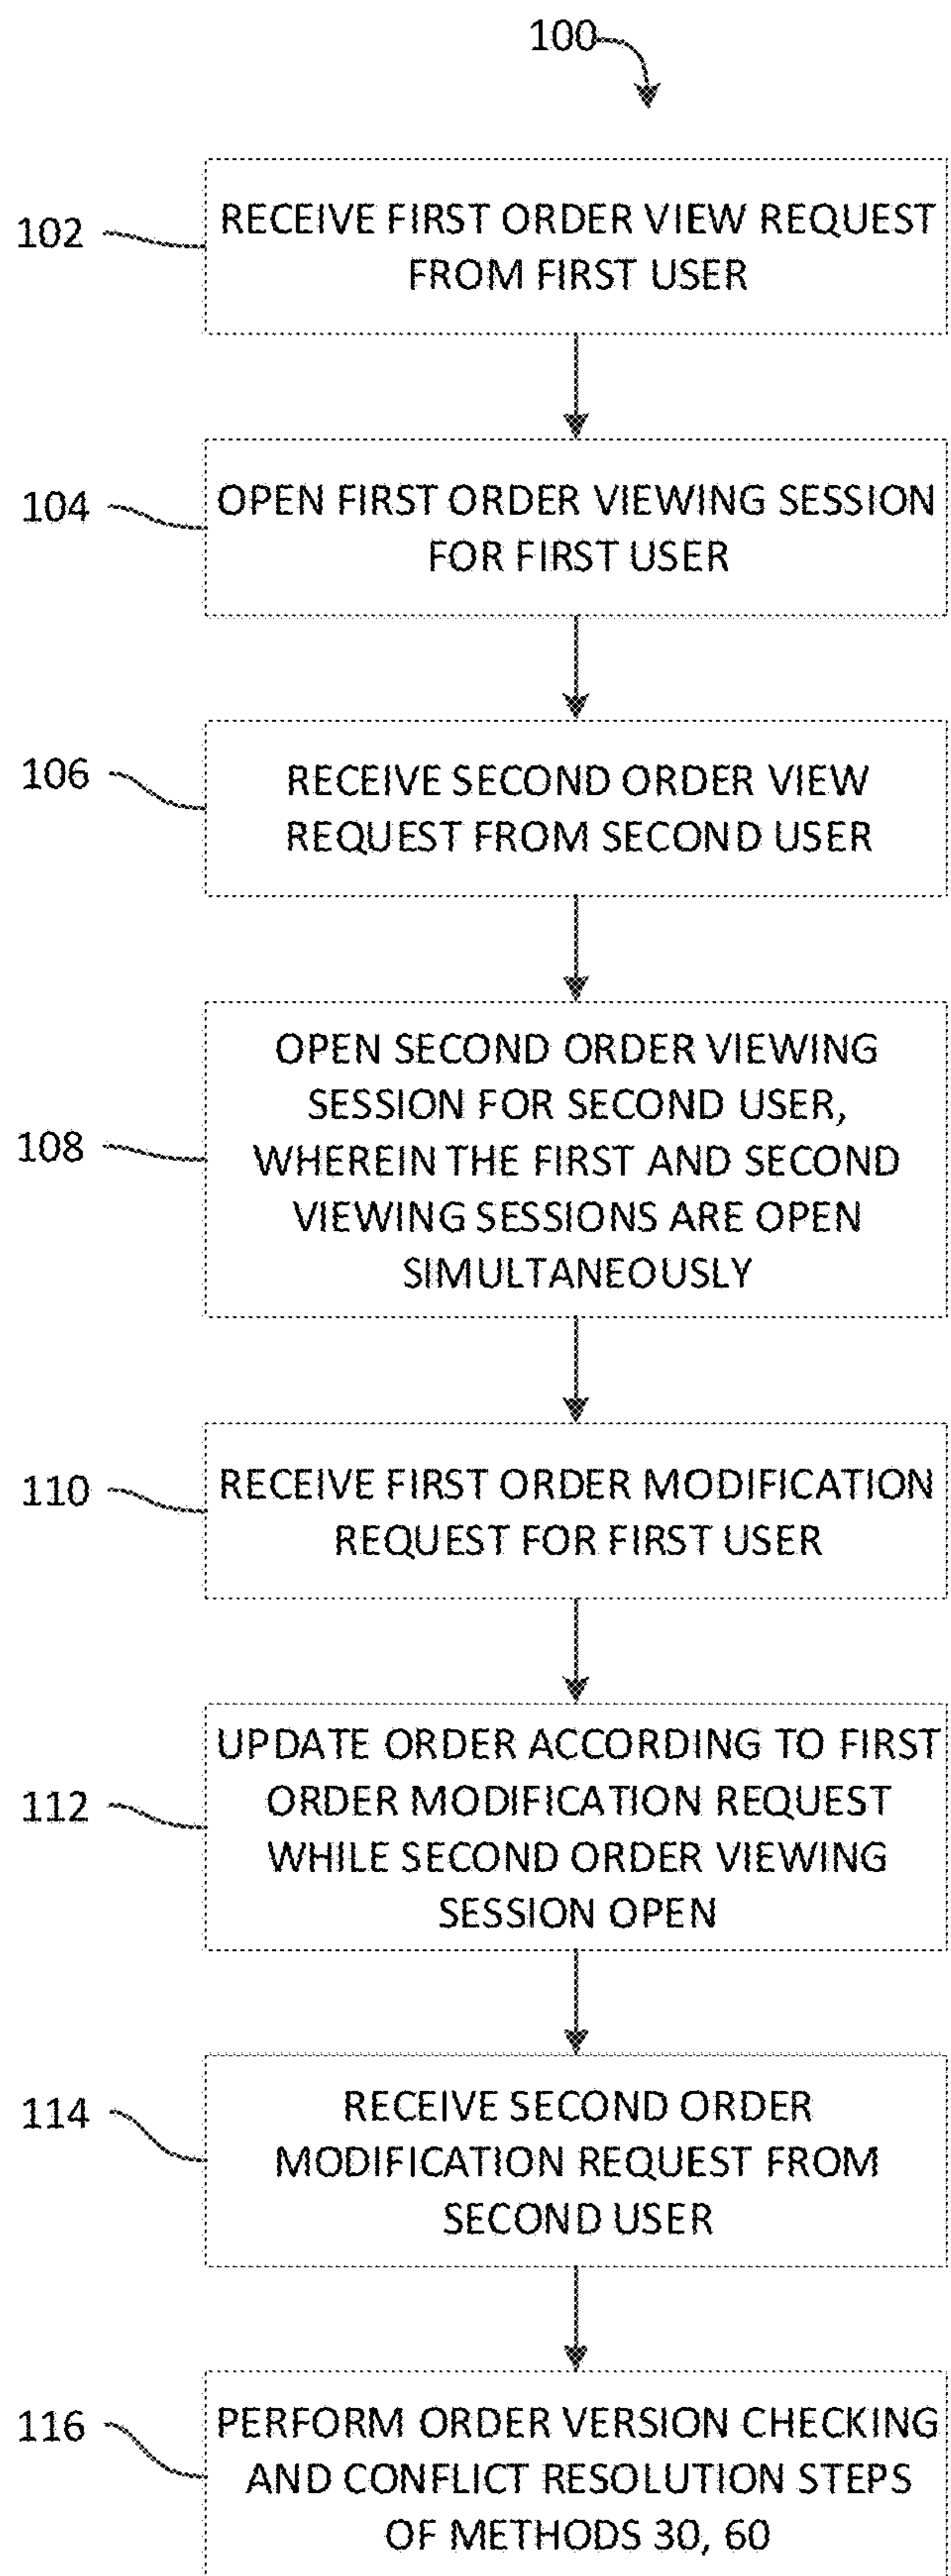 100
102
RECEIVE FIRST ORDER VIEW REQUEST
FROM FIRST USER
104
OPEN FIRST ORDER VIEWING SESSION
FOR FIRST USER
106
RECEIVE SECOND ORDER VIEW
REQUEST FROM SECOND USER
108
OPEN SECOND ORDER VIEWING
SESSION FOR SECOND USER,
WHEREIN THE FIRST AND SECOND
VIEWING SESSIONS ARE OPEN
SIMULTANEOUSLY
110
RECEIVE FIRST ORDER MODIFICATION
REQUEST FOR FIRST USER
112
UPDATE ORDER ACCORDING TO FIRST
ORDER MODIFICATION REQUEST
WHILE SECOND ORDER VIEWING
SESSION OPEN
114
RECEIVE SECOND ORDER
MODIFICATION REQUEST FROM
SECOND USER
116
PERFORM ORDER VERSION CHECKING
AND CONFLICT RESOLUTION STEPS
OF METHODS 30, 60